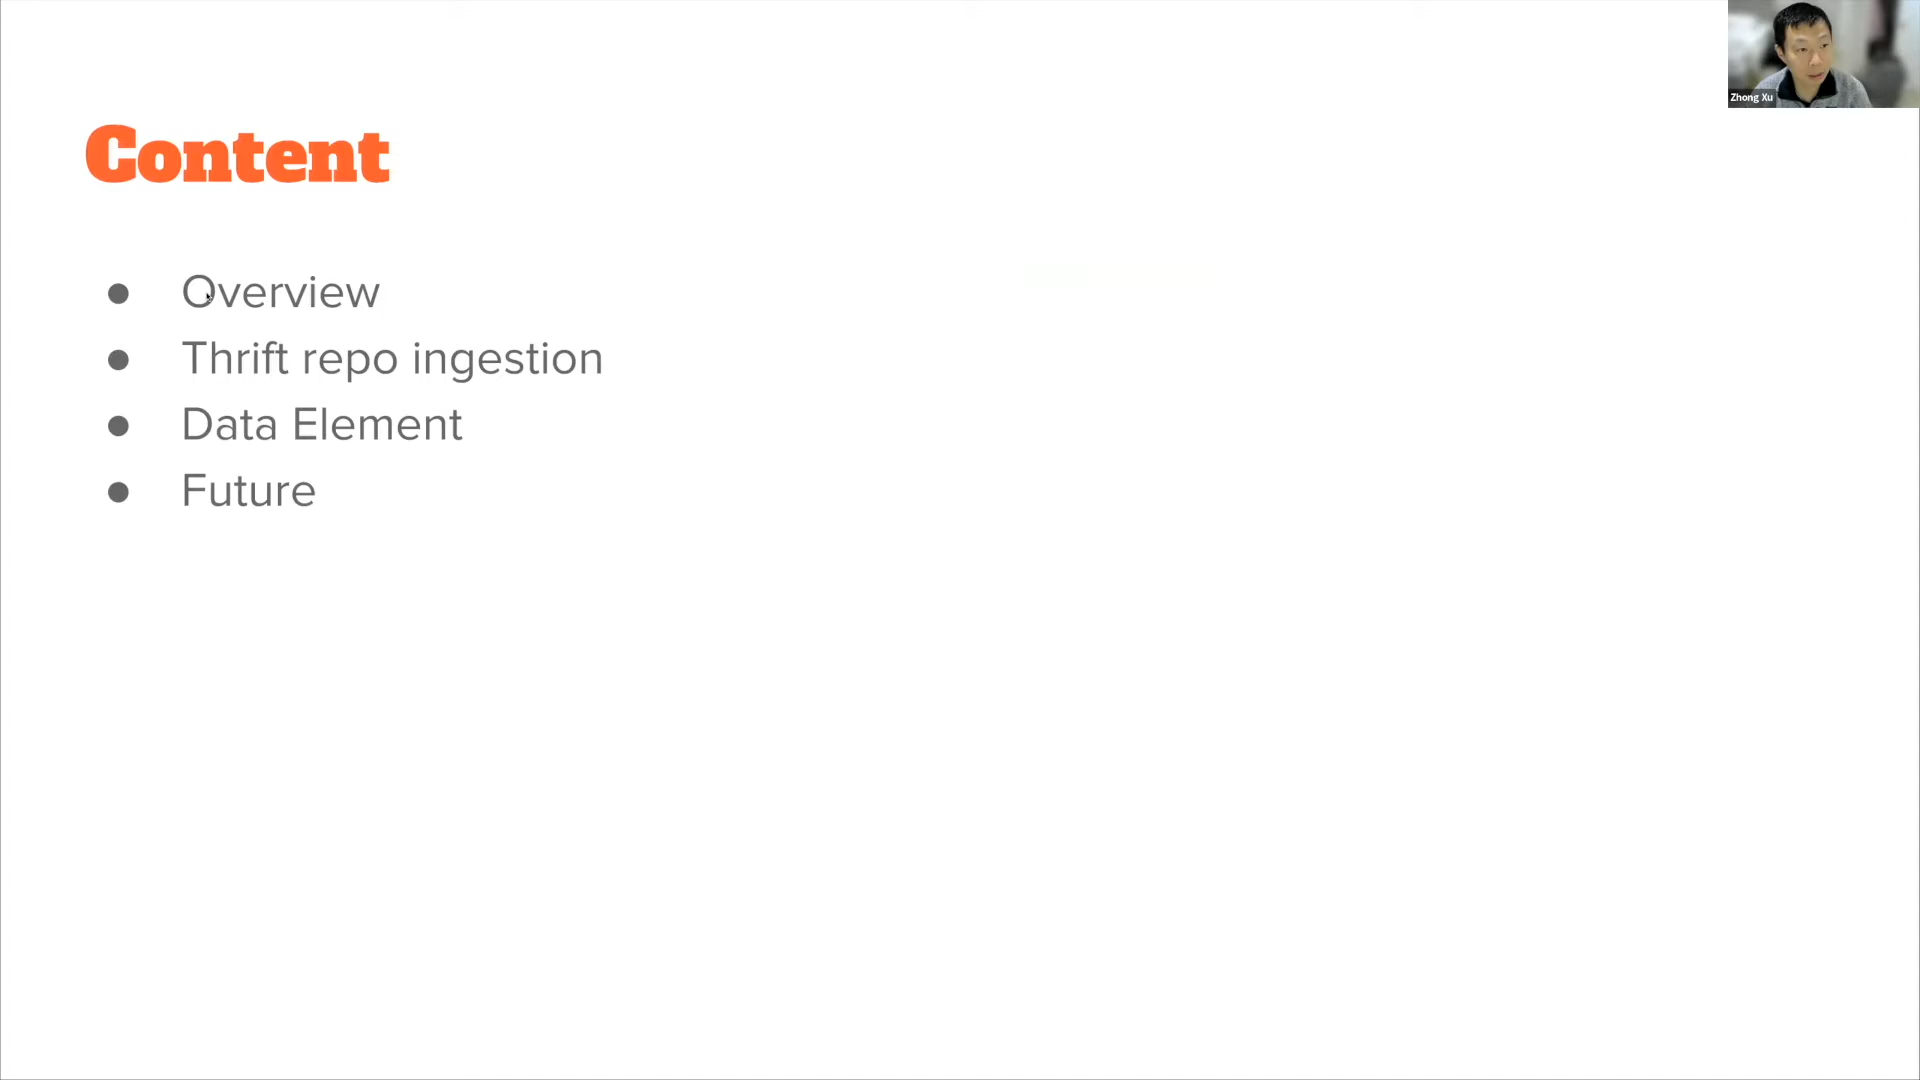 Zhong Xu
Content
● Overview
● Thrift repo ingestion
● Data Element
● Future